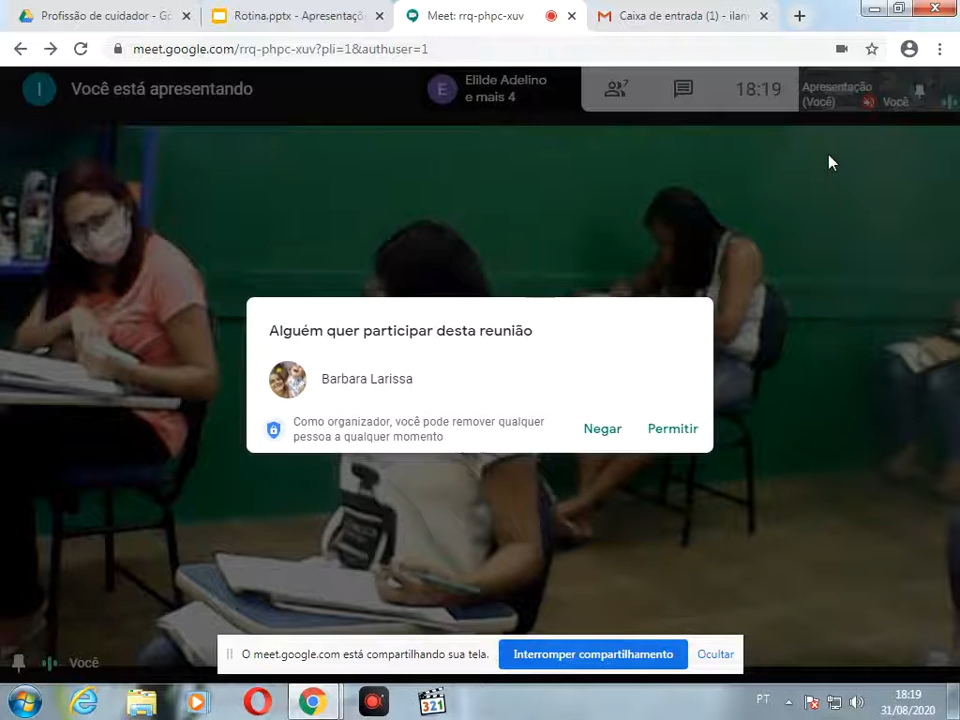 Profissão de cuidador - Go
Rotina.pptx - Apresentaçõ
Meet: rrq-phpc-xuv
Caixa de entrada (1) - ilan
meet.google.com/rrq-phpc-xuv?pli=1&authuser=1
I
Você está apresentando
E
Elilde Adelino
e mais 4
7
18:19
Apresentação
(Você)
Você
Alguém quer participar desta reunião
Barbara Larissa
Como organizador, você pode remover qualquer
pessoa a qualquer momento
Negar
Permitir
O meet.google.com está compartilhando sua tela.
Interromper compartilhamento
Ocultar
Você
321
PT
18:19
31/08/2020